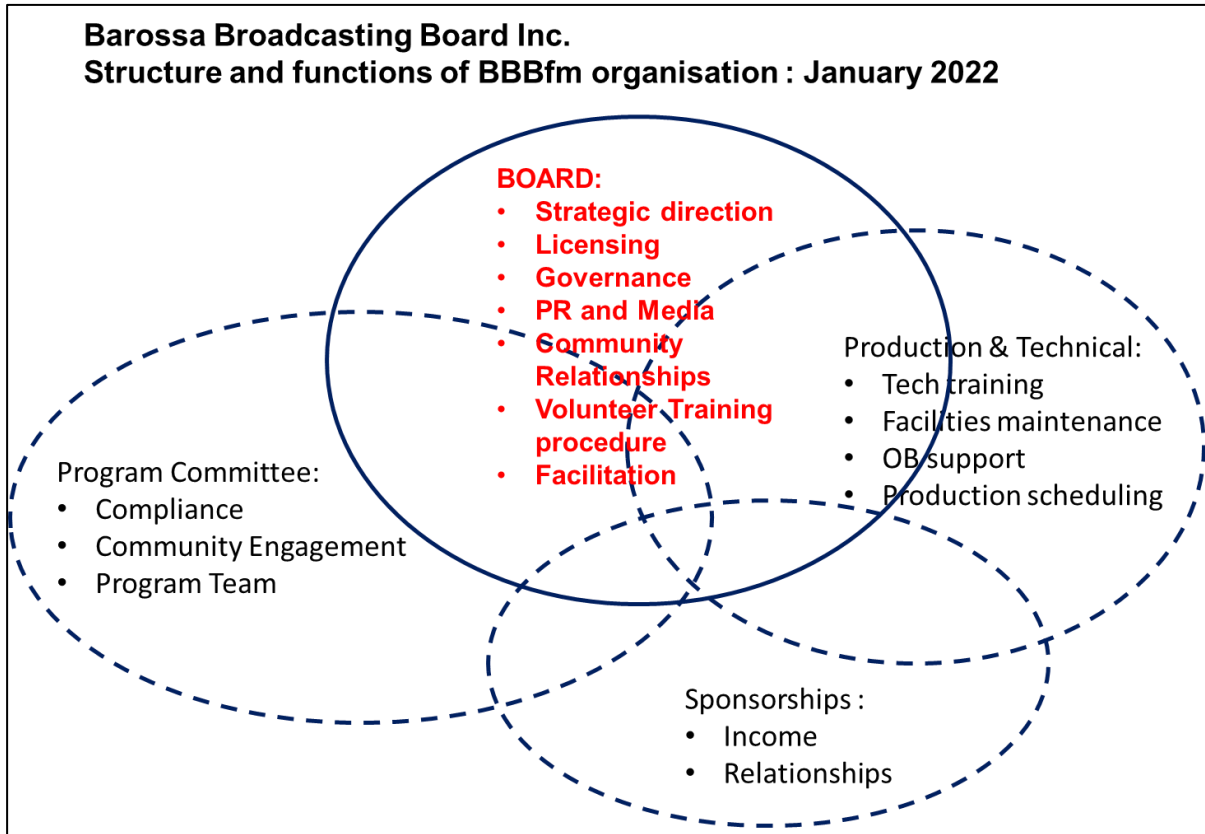 Barossa Broadcasting Board Inc.
Structure and functions of BBBfm organisation : January 2022
BOARD:
• Strategic direction
• Licensing
• Governance
• PR and Media
• Community
Relationships
• Volunteer Training
procedure
• Facilitation
Production & Technical:
• Tech training
• Facilities maintenance
• OB support
• Production scheduling
Program Committee:
• Compliance
• Community Engagement
• Program Team
Sponsorships :
• Income
• Relationships